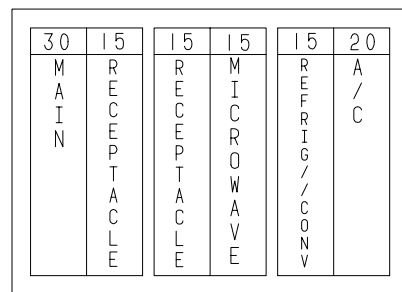 30 15 15 15 15 20
MAIN
RECEPTACLE
RECEPTACLE
MICROWAVE
REFRIG//CONV
A/C